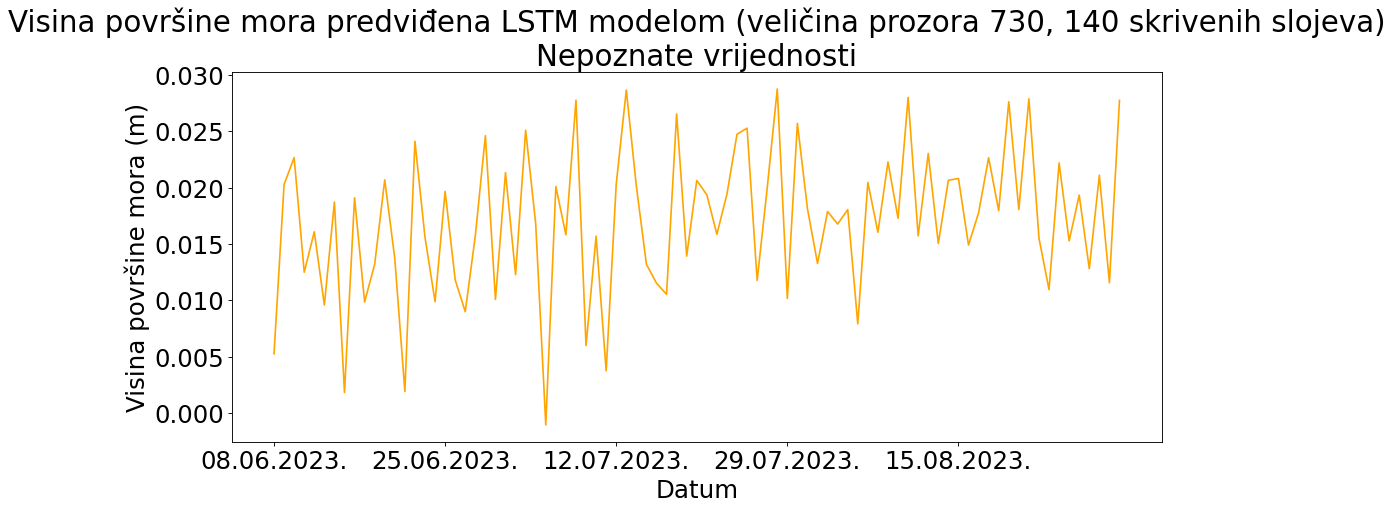 Visina površine mora predviđena LSTM modelom (veličina prozora 730, 140 skrivenih slojeva)
Nepoznate vrijednosti
Visina površine mora (m)
0.030
0.025
0.020
0.015
0.010
0.005
0.000
08.06.2023. 25.06.2023. 12.07.2023. 29.07.2023. 15.08.2023.
Datum